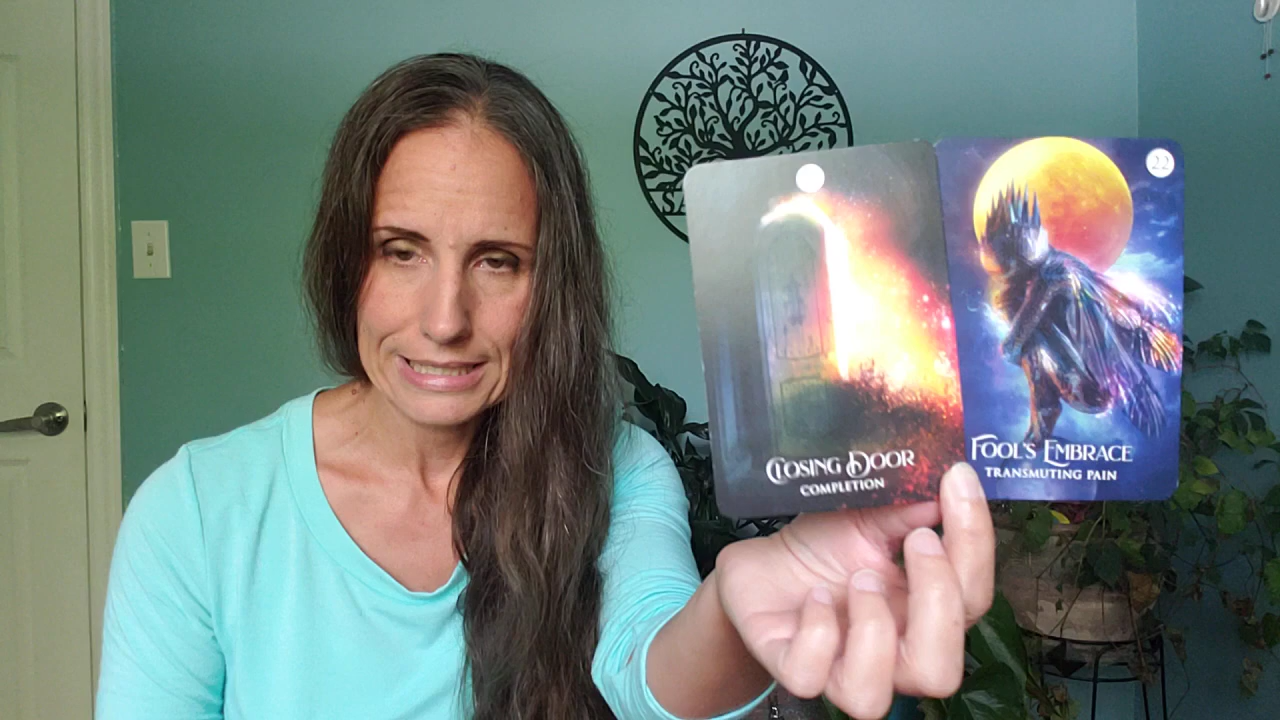 CLOSING DOOR
COMPLETION
22
FOOL'S EMBRACE
TRANSMUTING PAIN